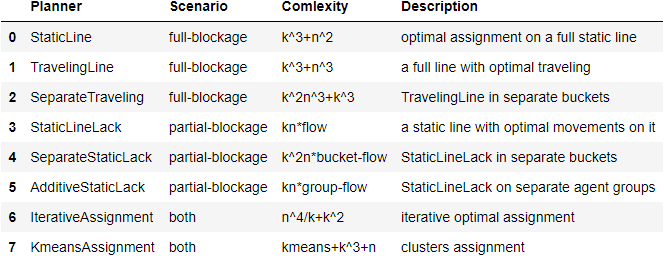 Planner Scenario Comlexity Description
0 StaticLine full-blockage k^3+n^2 optimal assignment on a full static line
1 TravelingLine full-blockage k^3+n^3 a full line with optimal traveling
2 SeparateTraveling full-blockage k^2n^3+k^3 TravelingLine in separate buckets
3 StaticLineLack partial-blockage kn*flow a static line with optimal movements on it
4 SeparateStaticLack partial-blockage k^2n*bucket-flow StaticLineLack in separate buckets
5 AdditiveStaticLack partial-blockage kn*group-flow StaticLineLack on separate agent groups
6 IterativeAssignment both n^4/k+k^2 iterative optimal assignment
7 KmeansAssignment both kmeans+k^3+n clusters assignment